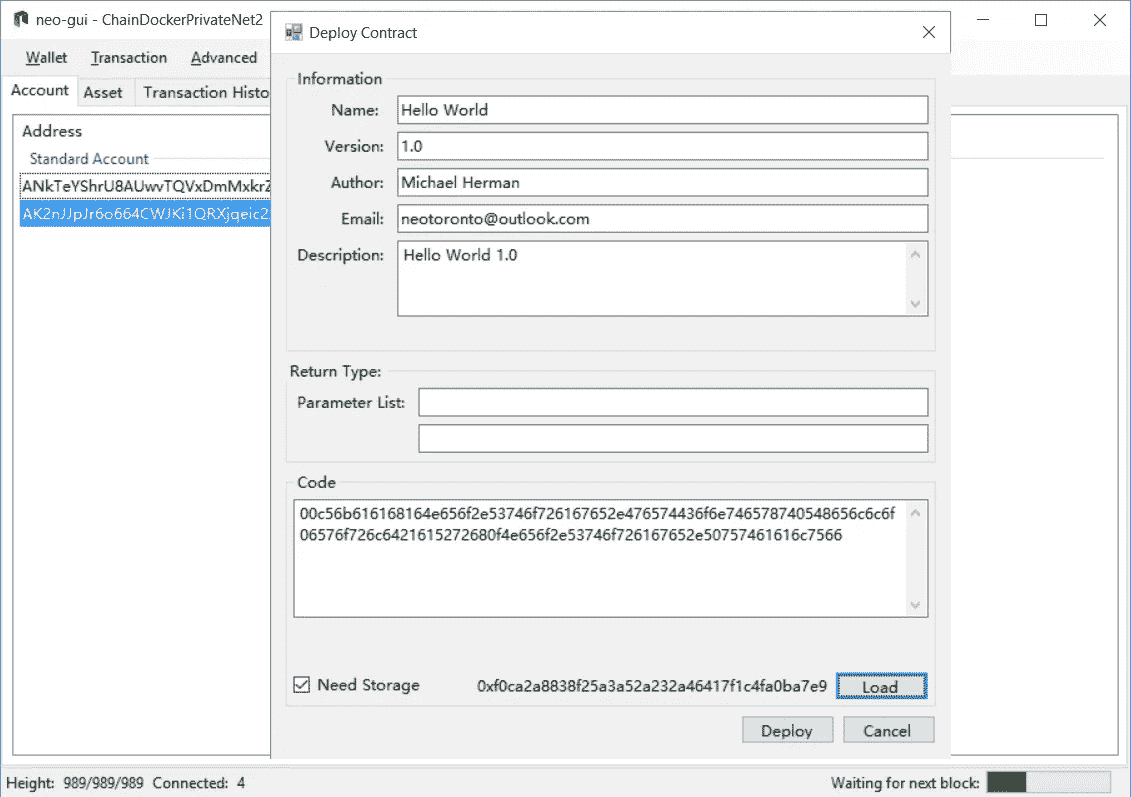 neo-gui - ChainDockerPrivateNet2
Deploy Contract
Wallet Transaction Advanced
Account Asset Transaction Histo
Address
Standard Account
ANkTeYShrU8AUwvTQVxDmMxkrZ
AK2nJJpJr6o664CWJKi1QRXjqeic2
Information
Name: Hello World
Version: 1.0
Author: Michael Herman
Email: neotoronto@outlook.com
Description: Hello World 1.0
Return Type:
Parameter List:
Code
00c56b616168164e656f2e53746f726167652e476574436f6e746578740548656c6c6f
06576f726c6421615272680f4e656f2e53746f726167652e50757461616c7566
Need Storage 0xf0ca2a8838f25a3a52a232a46417f1c4fa0ba7e9 Load
Deploy Cancel
Height: 989/989/989 Connected: 4 Waiting for next block: